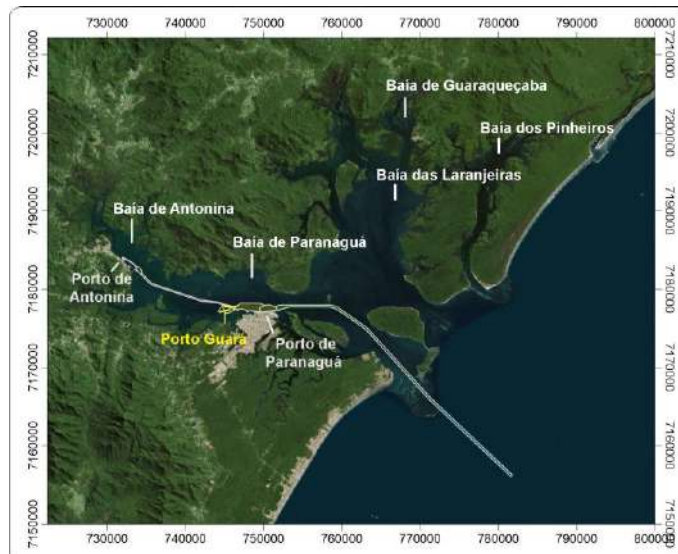 730000 740000 750000 760000 770000 780000 790000 800000
7210000 7210000
Baía de Guaraqueçaba
Baía dos Pinheiros
7200000 7200000
Baía das Laranjeiras
7190000 7190000
Baía de Antonina
Baía de Paranaguá
7180000 7180000
Porto de
Antonina
Porto Guará
Porto de
Paranaguá
7170000 7170000
7160000 7160000
7150000 7150000
730000 740000 750000 760000 770000 780000 790000 800000